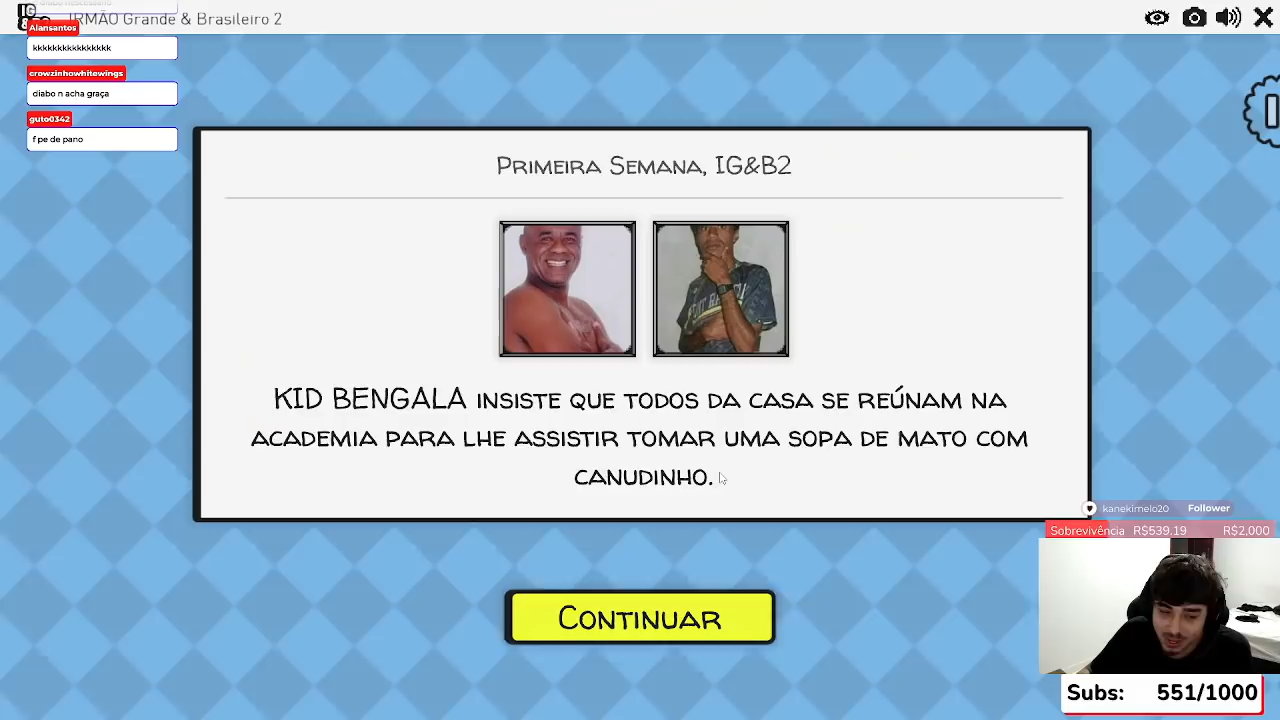 IRMÃO Grande & Brasileiro 2
Alansantos
kkkkkkkkkkkkkkkk
crowzinhowhitewings
diabo n acha graça
guto0342
f pe de pano
Primeira Semana, IG&B2
KID BENGALA INSISTE QUE TODOS DA CASA SE REÚNAM NA
ACADEMIA PARA LHE ASSISTIR TOMAR UMA SOPA DE MATO COM
CANUDINHO.
kanekimelo20 Follower
Sobrevivência R$539,19 R$2,000
Continuar
Subs: 551/1000